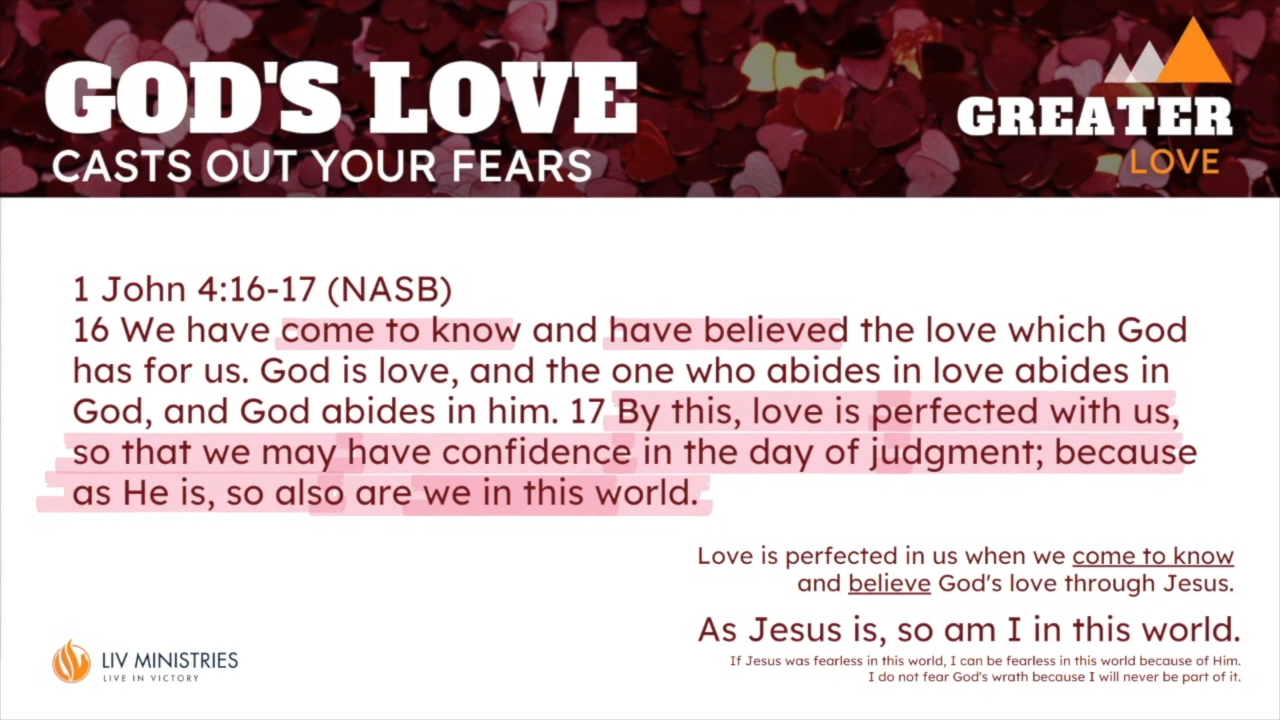 GOD'S LOVE
CASTS OUT YOUR FEARS
GREATER
LOVE
1 John 4:16-17 (NASB)
16 We have come to know and have believed the love which God
has for us. God is love, and the one who abides in love abides in
God, and God abides in him. 17 By this, love is perfected with us,
so that we may have confidence in the day of judgment; because
as He is, so also are we in this world.
Love is perfected in us when we come to know
and believe God's love through Jesus.
As Jesus is, so am I in this world.
If Jesus was fearless in this world, I can be fearless in this world because of Him.
I do not fear God's wrath because I will never be part of it.
LIV MINISTRIES
LIVE IN VICTORY